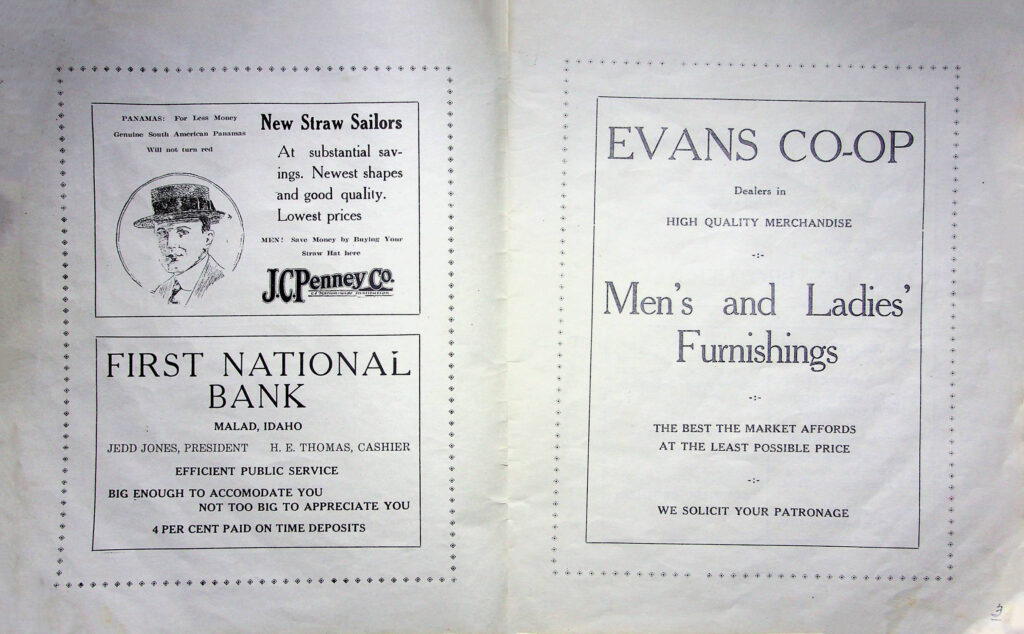 PANAMAS: For Less Money
Genuine South American Panamas
Will not turn red
New Straw Sailors
At substantial sav-
ings. Newest shapes
and good quality.
Lowest prices
MEN! Save Money by Buying Your
Straw Hat here
J.C.Penney Co.
A Nation-wide Institution
FIRST NATIONAL
BANK
MALAD, IDAHO
JEDD JONES, PRESIDENT H. E. THOMAS, CASHIER
EFFICIENT PUBLIC SERVICE
BIG ENOUGH TO ACCOMODATE YOU
NOT TOO BIG TO APPRECIATE YOU
4 PER CENT PAID ON TIME DEPOSITS
EVANS CO-OP
Dealers in
HIGH QUALITY MERCHANDISE
-:-
Men's and Ladies'
Furnishings
-:-
THE BEST THE MARKET AFFORDS
AT THE LEAST POSSIBLE PRICE
-:-
WE SOLICIT YOUR PATRONAGE